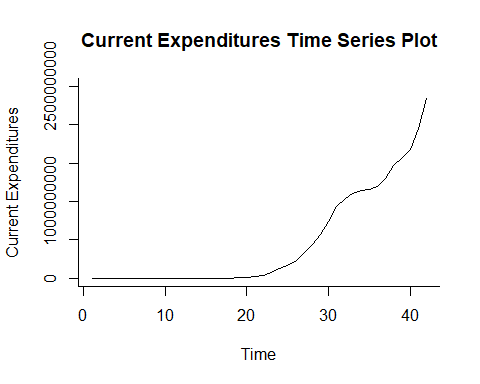 Current Expenditures Time Series Plot
Current Expenditures
2500000000
1000000000
0
0 10 20 30 40
Time